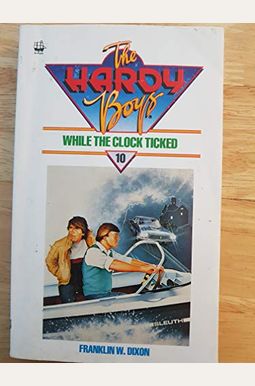 The
HARDY
Boys
WHILE THE CLOCK TICKED
10
SLEUTH
FRANKLIN W. DIXON